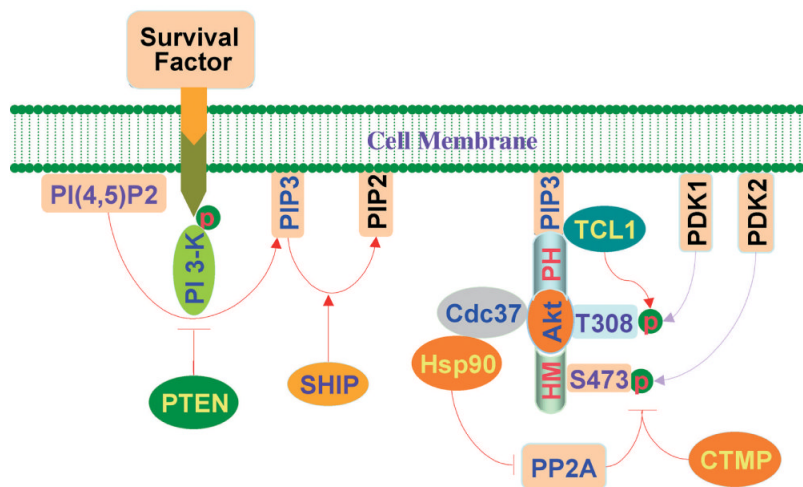 Survival
Factor
Cell Membrane
PI(4,5)P2
p
PI 3-K
PIP3
PIP2
PTEN
SHIP
PIP3
TCL1
PDK1
PDK2
PH
Cdc37
Akt
T308
p
Hsp90
HM
S473
p
PP2A
CTMP